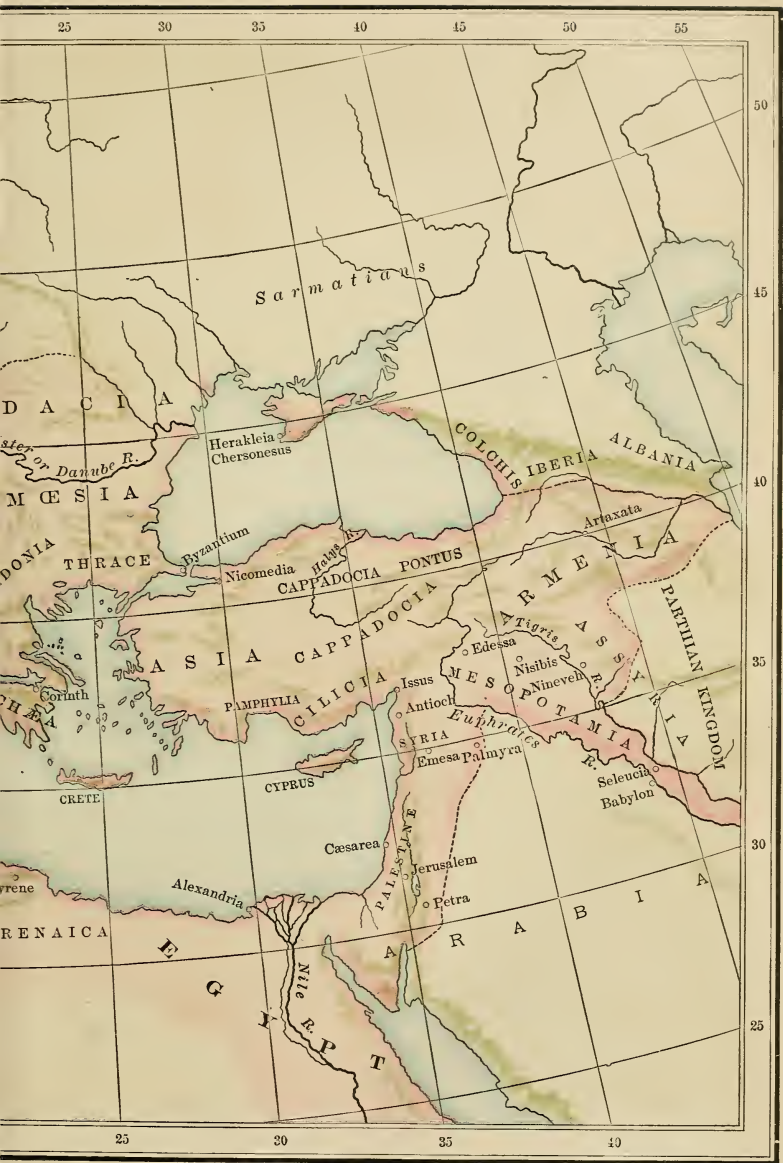 25 30 35 40 45 50 55
50
45
40
35
30
25
25 30 35 40
Sarmatians
DACIA
ster or Danube R.
MŒSIA
DONIA
THRACE
Byzantium
Herakleia
Chersonesus
COLCHIS
IBERIA
ALBANIA
Artaxata
ARMENIA
Nicomedia
Halys R.
CAPPADOCIA PONTUS
CAPPADOCIA
ASIA
PAMPHYLIA
CILICIA
Corinth
CHÆA
CRETE
CYPRUS
Issus
Antioch
SYRIA
Emesa
Palmyra
Edessa
Nisibis
Nineveh
Tigris R.
ASSYRIA
MESOPOTAMIA
Euphrates R.
PARTHIAN KINGDOM
Seleucia
Babylon
Cæsarea
PALESTINE
Jerusalem
Petra
ARABIA
Alexandria
yrene
RENAICA
EGYPT
Nile R.